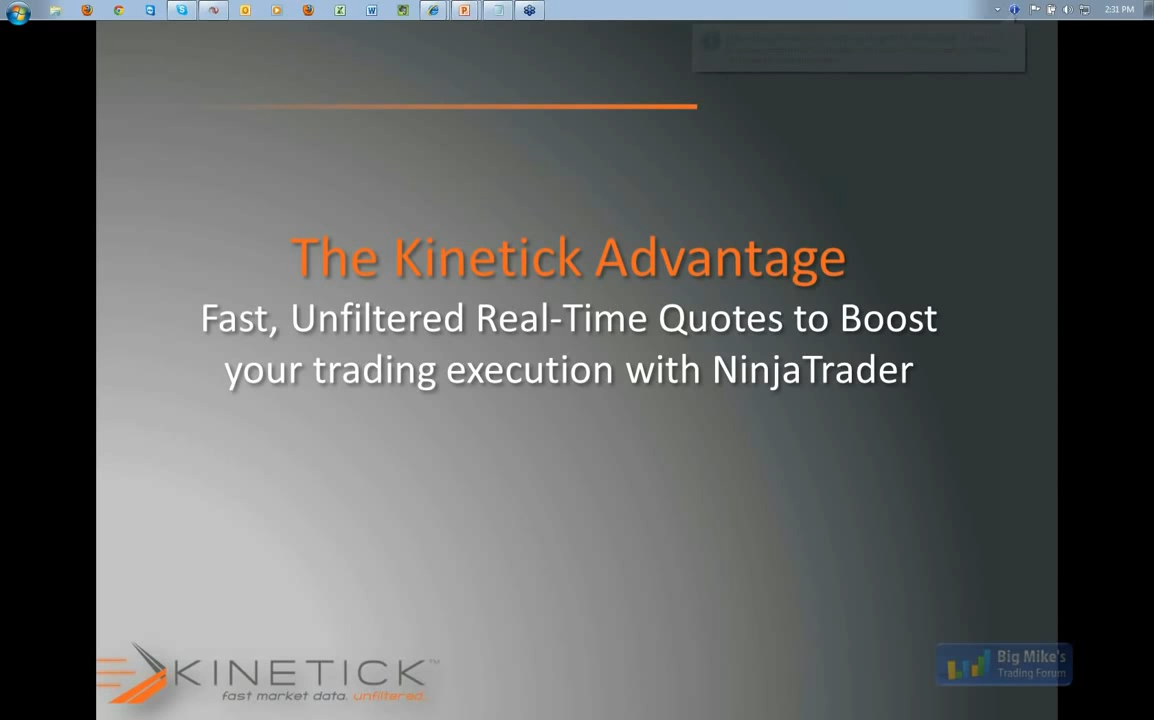 2:31 PM
The Kinetick Advantage
Fast, Unfiltered Real-Time Quotes to Boost
your trading execution with NinjaTrader
KINETICK™
fast market data. unfiltered.
Big Mike's
Trading Forum